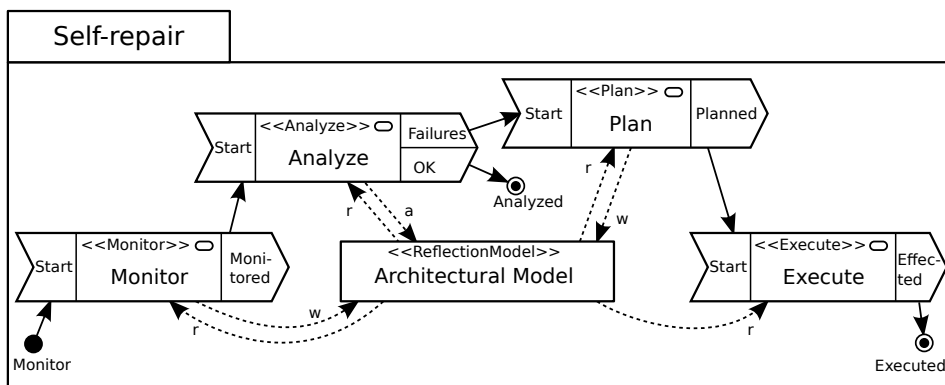 Self-repair
<<Plan>>
Start
Plan
Planned
<<Analyze>>
Failures
Start
Analyze
OK
r
w
Analyzed
r
a
<<Monitor>>
Start
Monitor
Moni-
tored
<<ReflectionModel>>
Architectural Model
<<Execute>>
Start
Execute
Effec-
ted
r
w
r
Monitor
Executed